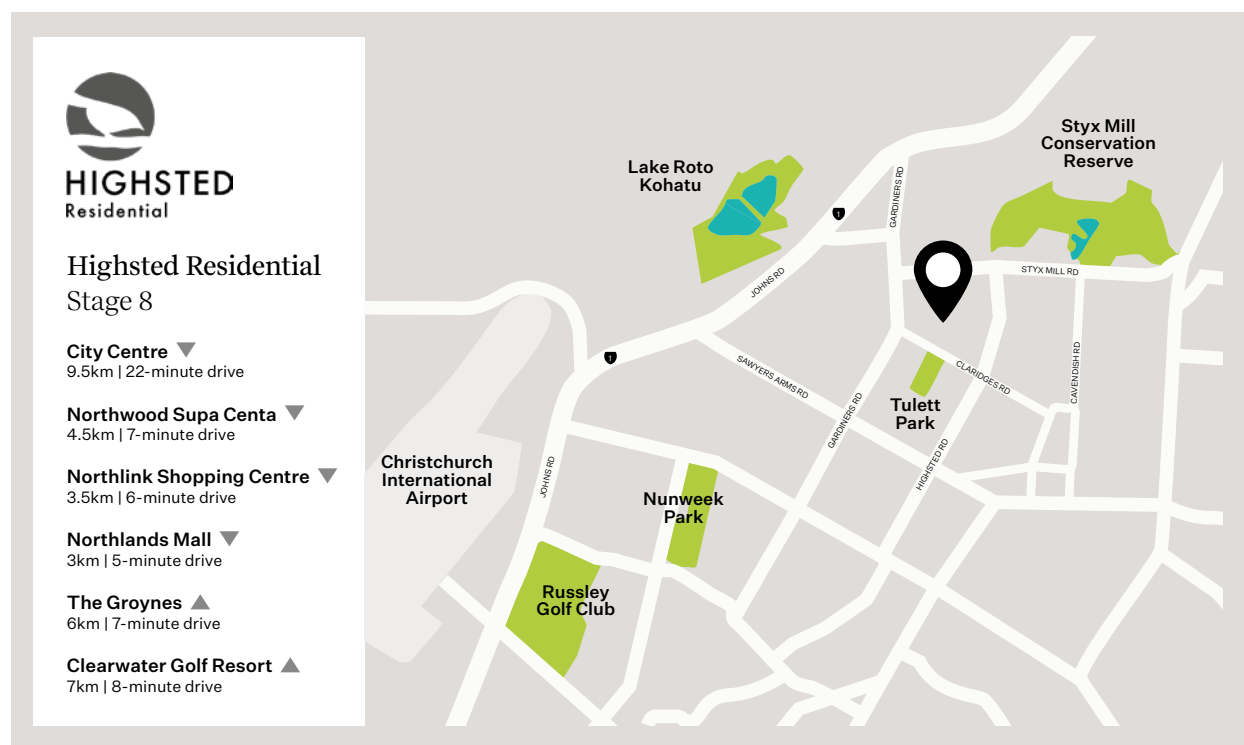 HIGHSTED
Residential
Highsted Residential
Stage 8
City Centre
9.5km | 22-minute drive
Northwood Supa Centa
4.5km | 7-minute drive
Northlink Shopping Centre
3.5km | 6-minute drive
Northlands Mall
3km | 5-minute drive
The Groynes
6km | 7-minute drive
Clearwater Golf Resort
7km | 8-minute drive
Styx Mill
Conservation
Reserve
Lake Roto
Kohatu
GARDINERS RD
1
STYX MILL RD
JOHNS RD
1
SAWYERS ARMS RD
CLARIDGES RD
CAVENDISH RD
Tulett
Park
GARDINERS RD
HIGHSTED RD
Christchurch
International
Airport
JOHNS RD
Nunweek
Park
Russley
Golf Club